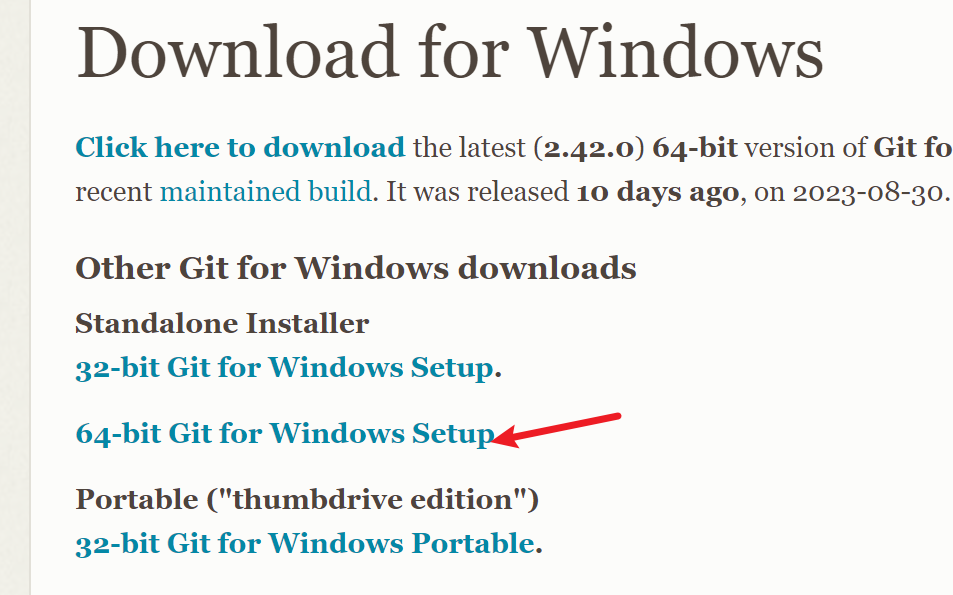 Download for Windows
Click here to download the latest (2.42.0) 64-bit version of Git fo
recent maintained build. It was released 10 days ago, on 2023-08-30.
Other Git for Windows downloads
Standalone Installer
32-bit Git for Windows Setup.
64-bit Git for Windows Setup
Portable ("thumbdrive edition")
32-bit Git for Windows Portable.